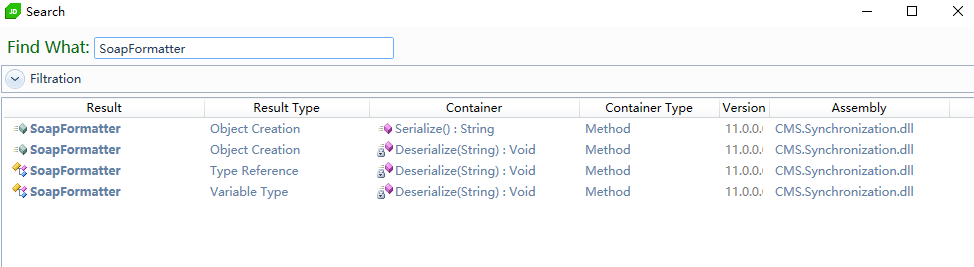 JD Search
Find What: SoapFormatter
Filtration
Result Result Type Container Container Type Version Assembly
SoapFormatter Object Creation Serialize() : String Method 11.0.0. CMS.Synchronization.dll
SoapFormatter Object Creation Deserialize(String) : Void Method 11.0.0. CMS.Synchronization.dll
SoapFormatter Type Reference Deserialize(String) : Void Method 11.0.0. CMS.Synchronization.dll
SoapFormatter Variable Type Deserialize(String) : Void Method 11.0.0. CMS.Synchronization.dll